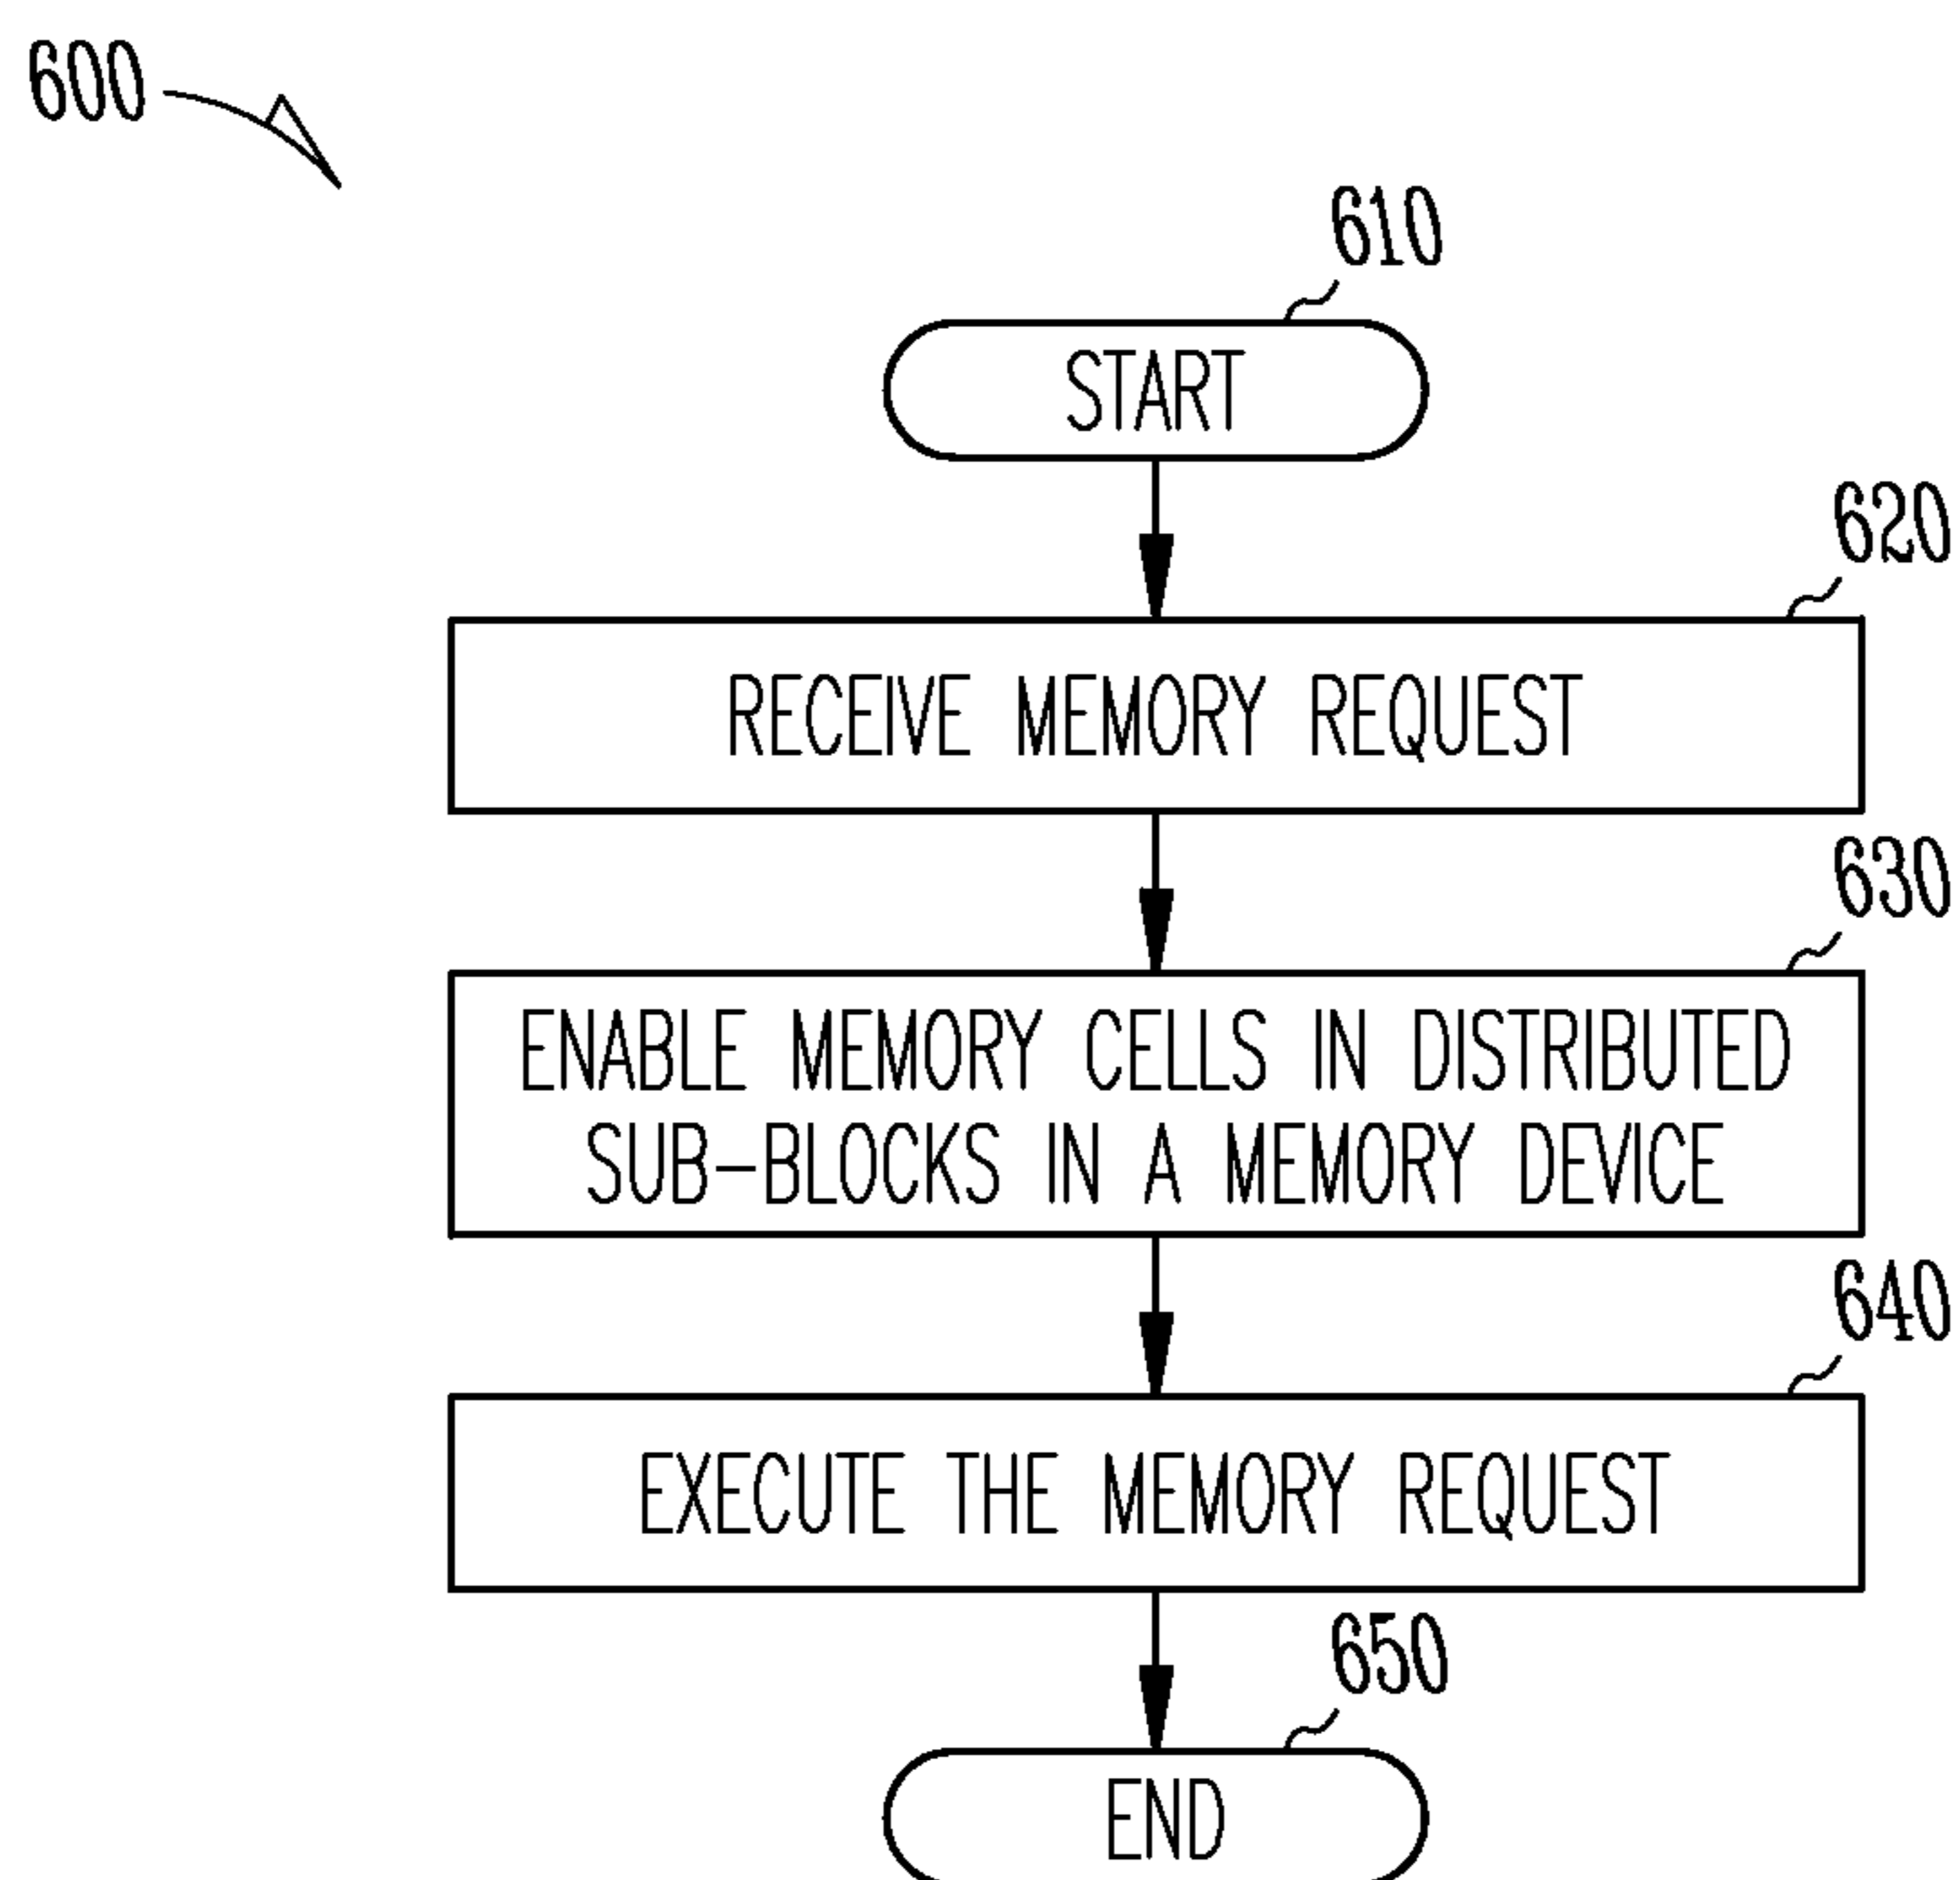 600
610
START
620
RECEIVE MEMORY REQUEST
630
ENABLE MEMORY CELLS IN DISTRIBUTED
SUB-BLOCKS IN A MEMORY DEVICE
640
EXECUTE THE MEMORY REQUEST
650
END